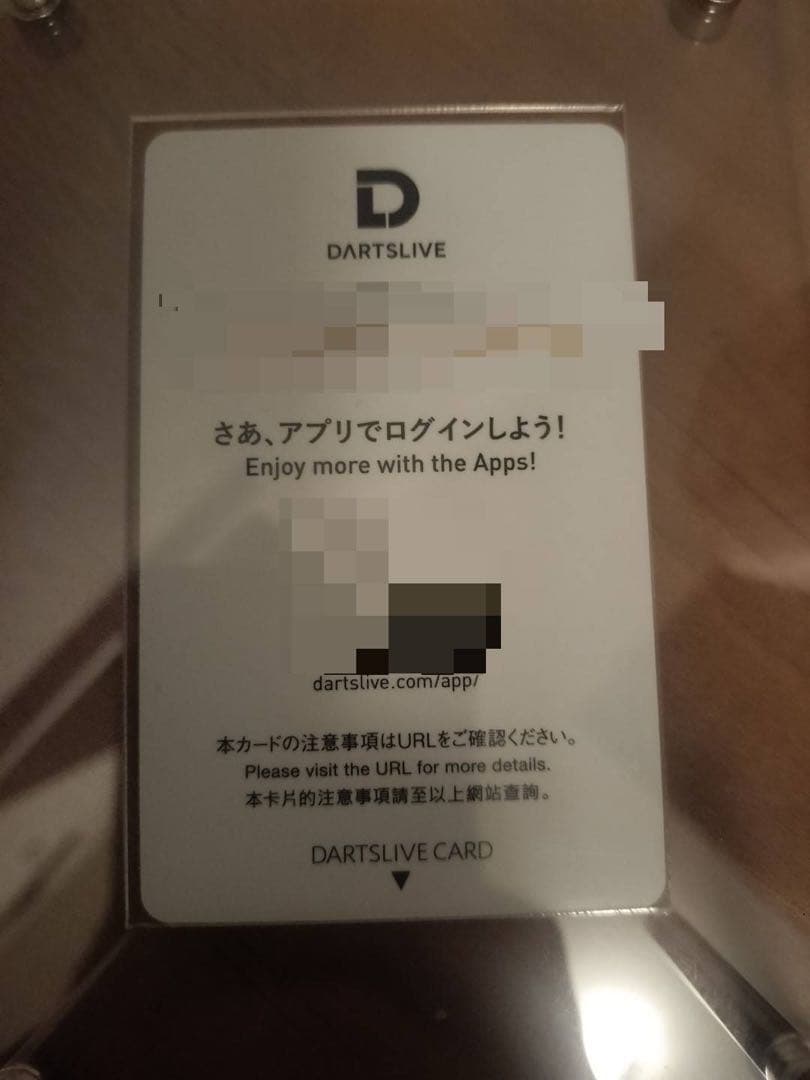 DARTSLIVE
さあ、アプリでログインしよう!
Enjoy more with the Apps!
dartslive.com/app/
本カードの注意事項はURLをご確認ください。
Please visit the URL for more details.
本卡片的注意事項請至以上網站查詢。
DARTSLIVE CARD